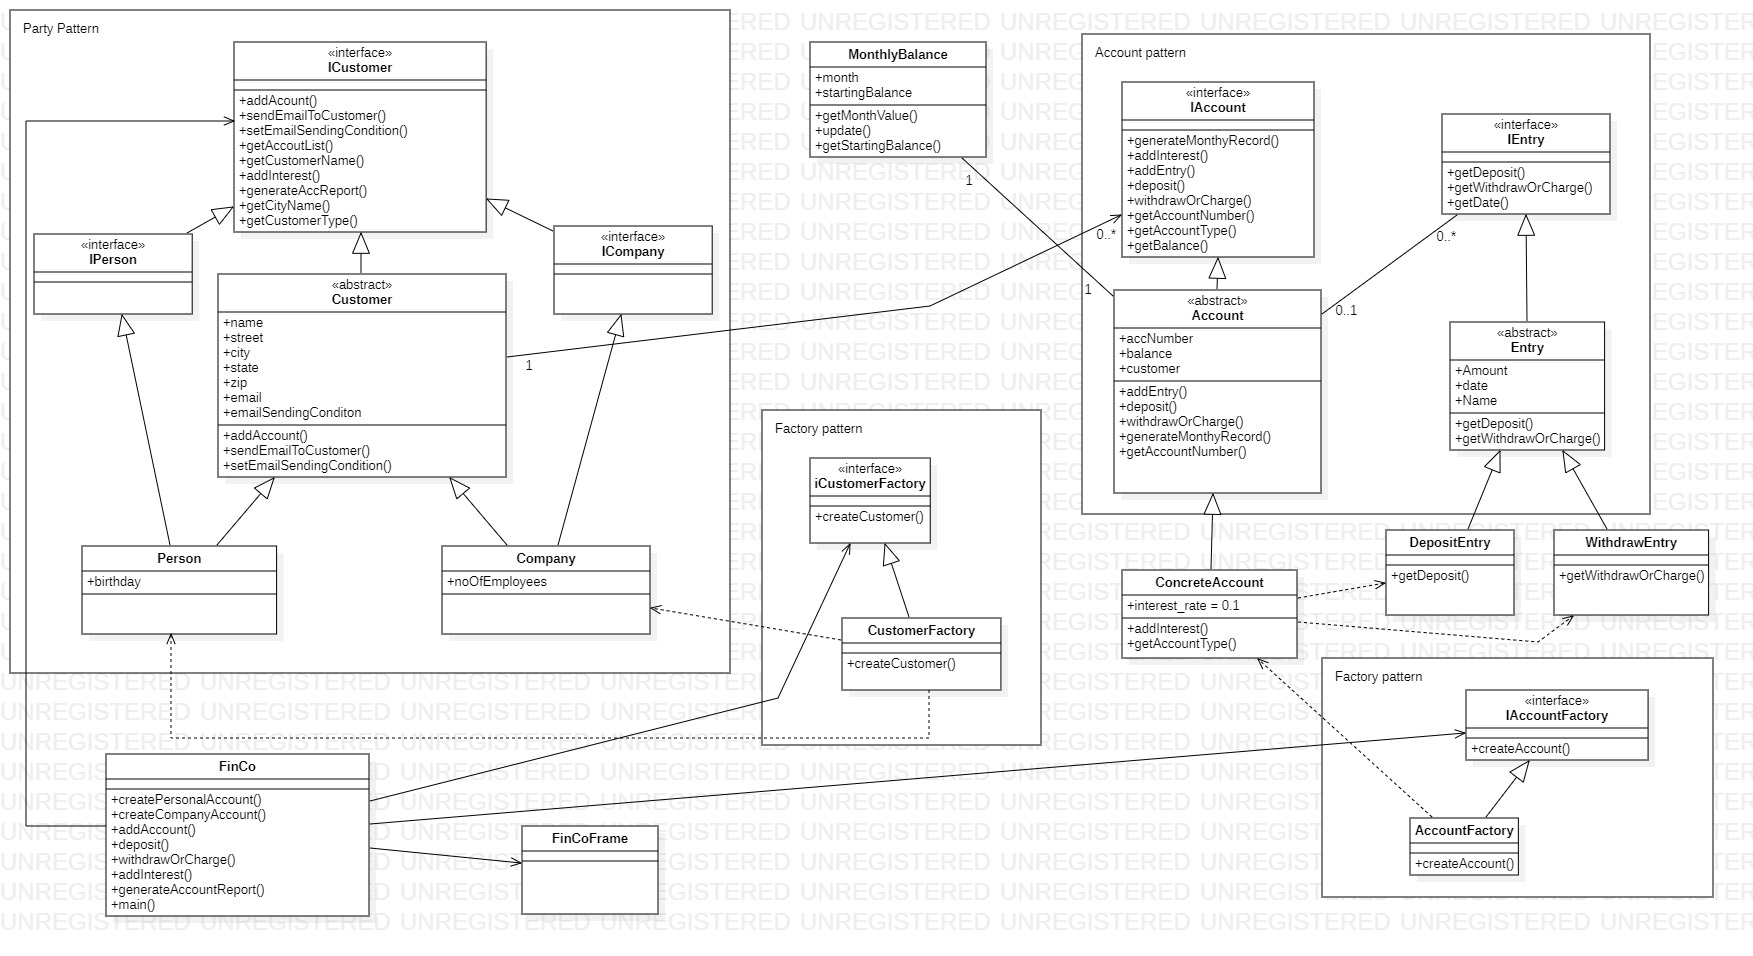 Party Pattern
«interface»
ICustomer
+addAcount()
+sendEmailToCustomer()
+setEmailSendingCondition()
+getAccoutList()
+getCustomerName()
+addInterest()
+generateAccReport()
+getCityName()
+getCustomerType()
«interface»
IPerson
«interface»
ICompany
«abstract»
Customer
+name
+street
+city
+state
+zip
+email
+emailSendingConditon
+addAccount()
+sendEmailToCustomer()
+setEmailSendingCondition()
1
Person
+birthday
Company
+noOfEmployees
MonthlyBalance
+month
+startingBalance
+getMonthValue()
+update()
+getStartingBalance()
1
1
Account pattern
«interface»
IAccount
+generateMonthyRecord()
+addInterest()
+addEntry()
+deposit()
+withdrawOrCharge()
+getAccountNumber()
+getAccountType()
+getBalance()
0..*
«interface»
IEntry
+getDeposit()
+getWithdrawOrCharge()
+getDate()
0..*
0..1
«abstract»
Account
+accNumber
+balance
+customer
+addEntry()
+deposit()
+withdrawOrCharge()
+generateMonthyRecord()
+getAccountNumber()
«abstract»
Entry
+Amount
+date
+Name
+getDeposit()
+getWithdrawOrCharge()
Factory pattern
«interface»
iCustomerFactory
+createCustomer()
CustomerFactory
+createCustomer()
ConcreteAccount
+interest_rate = 0.1
+addInterest()
+getAccountType()
DepositEntry
+getDeposit()
WithdrawEntry
+getWithdrawOrCharge()
Factory pattern
«interface»
IAccountFactory
+createAccount()
AccountFactory
+createAccount()
FinCo
+createPersonalAccount()
+createCompanyAccount()
+addAccount()
+deposit()
+withdrawOrCharge()
+addInterest()
+generateAccountReport()
+main()
FinCoFrame
UNREGISTERED